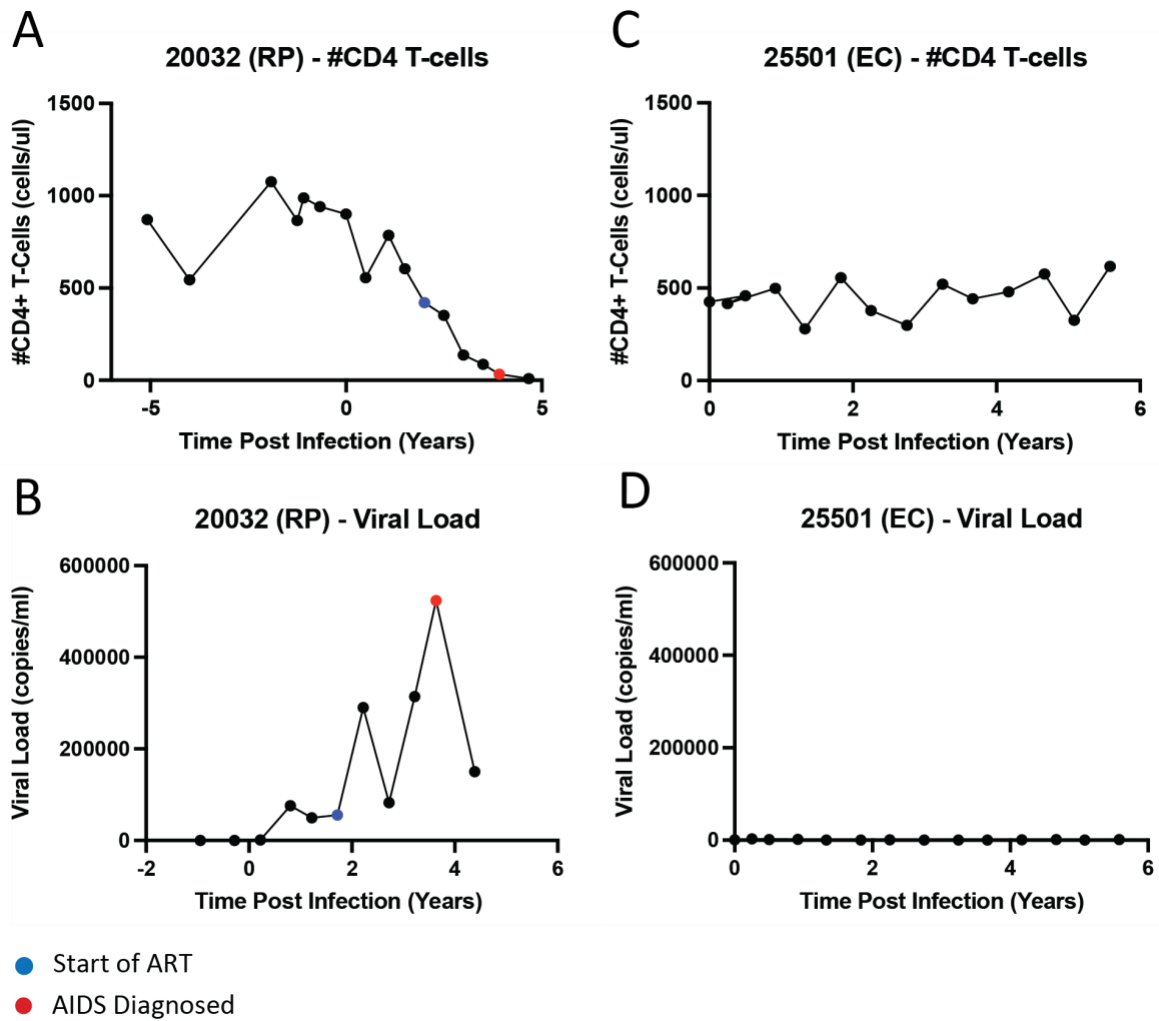 A
20032 (RP) - #CD4 T-cells
#CD4+ T-Cells (cells/ul)
1500
1000
500
0
-5 0 5
Time Post Infection (Years)
C
25501 (EC) - #CD4 T-cells
#CD4+ T-Cells (cells/ul)
1500
1000
500
0
0 2 4 6
Time Post Infection (Years)
B
20032 (RP) - Viral Load
Viral Load (copies/ml)
600000
400000
200000
0
-2 0 2 4 6
Time Post Infection (Years)
D
25501 (EC) - Viral Load
Viral Load (copies/ml)
600000
400000
200000
0
0 2 4 6
Time Post Infection (Years)
Start of ART
AIDS Diagnosed